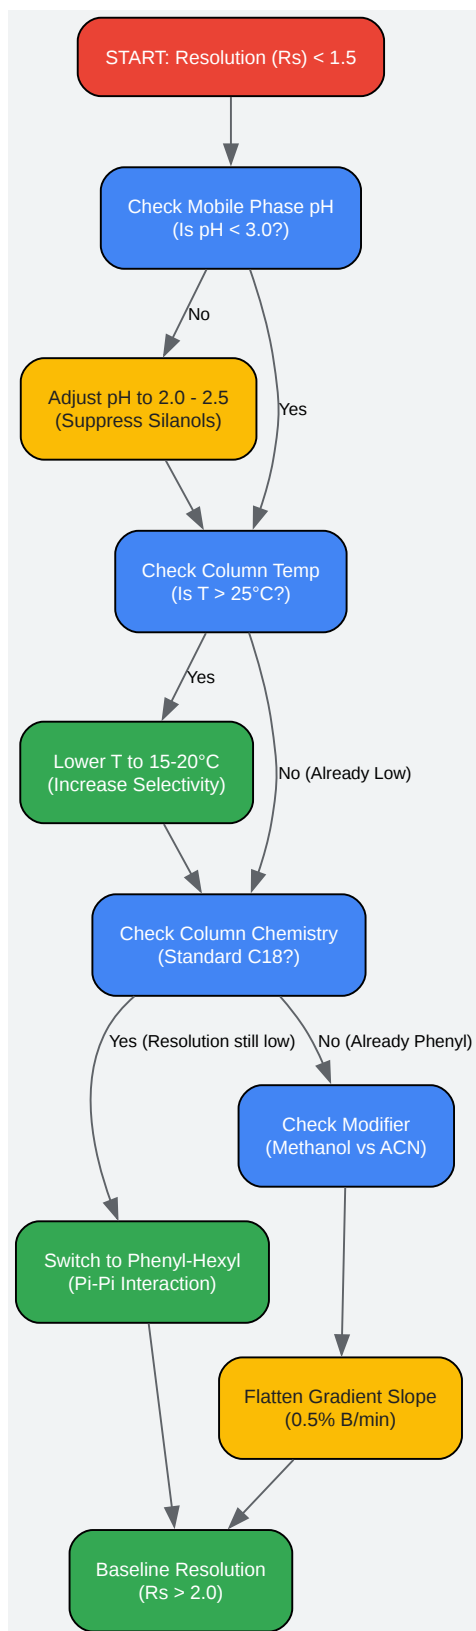 START: Resolution (Rs) < 1.5
Check Mobile Phase pH
(Is pH < 3.0?)
No
Adjust pH to 2.0 - 2.5
(Suppress Silanols)
Yes
Check Column Temp
(Is T > 25°C?)
Yes
Lower T to 15-20°C
(Increase Selectivity)
No (Already Low)
Check Column Chemistry
(Standard C18?)
Yes (Resolution still low)
No (Already Phenyl)
Check Modifier
(Methanol vs ACN)
Switch to Phenyl-Hexyl
(Pi-Pi Interaction)
Flatten Gradient Slope
(0.5% B/min)
Baseline Resolution
(Rs > 2.0)